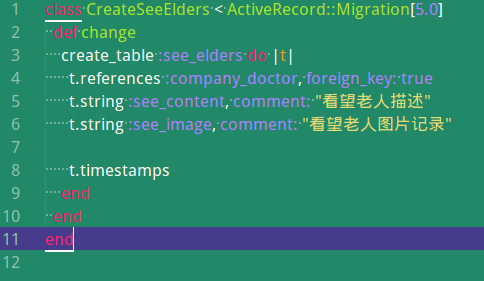 1 class CreateSeeElders < ActiveRecord::Migration[5.0]
2   def change
3     create_table :see_elders do |t|
4       t.references :company_doctor, foreign_key: true
5       t.string :see_content, comment: "看望老人描述"
6       t.string :see_image, comment: "看望老人图片记录"
7
8       t.timestamps
9     end
10   end
11 end
12